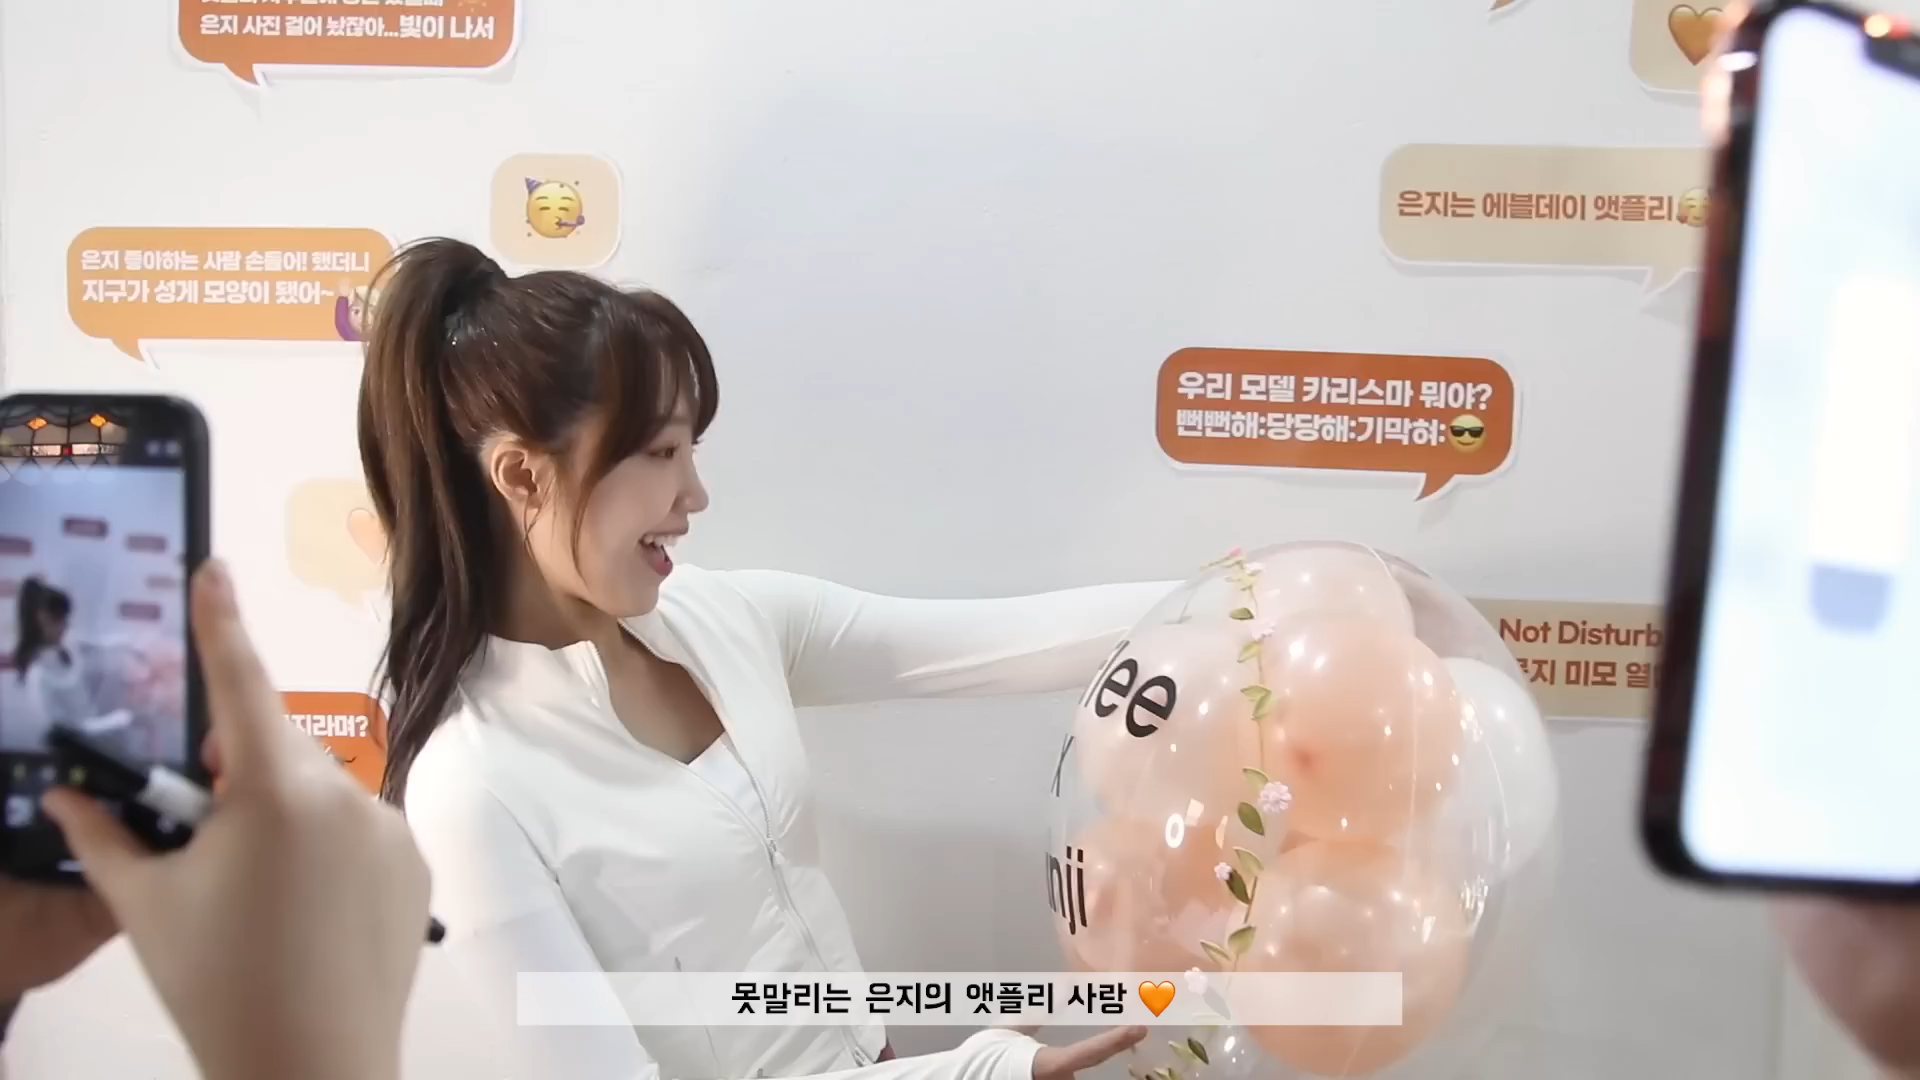 은지 사진 걸어 놨잖아...빛이 나서
은지 좋아하는 사람 손들어! 했더니
지구가 성게 모양이 됐어~
은지는 에블데이 앳플리
우리 모델 카리스마 뭐야?
뻔뻔해:당당해:기막혀:
Not Disturb
미모
x
못말리는 은지의 앳플리 사랑 🧡